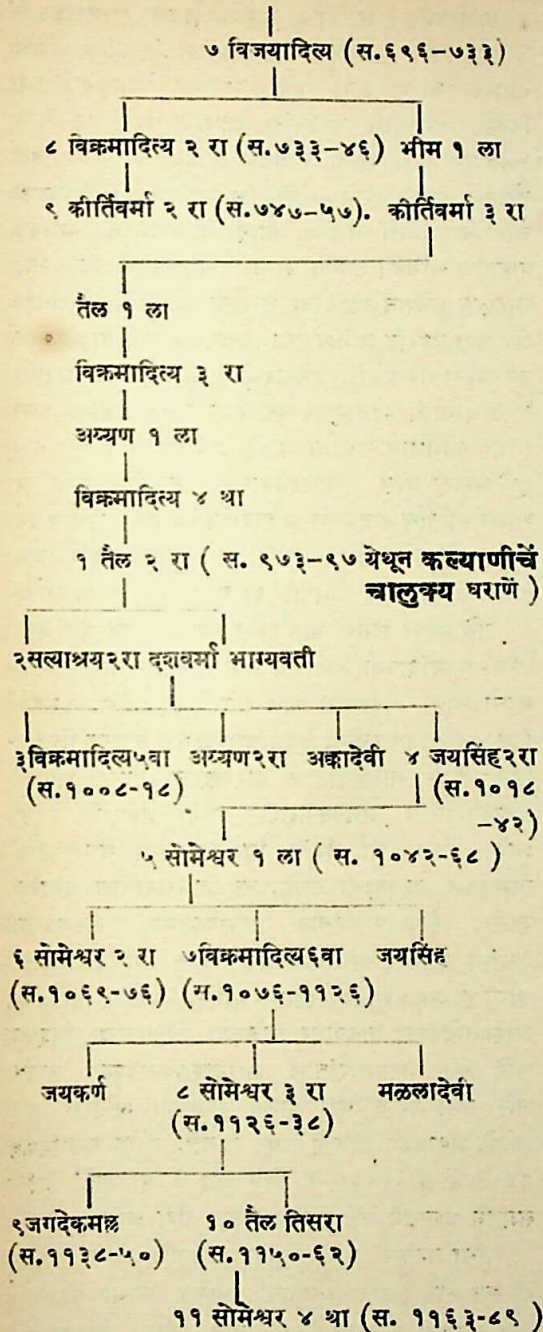 ७ विजयादित्य (स.६९६–७३३)
८ विक्रमादित्य २ रा (स.७३३–४६) भीम १ ला
९ कीर्तिवर्मा २ रा (स.७४७–५७). कीर्तिवर्मा ३ रा
तैल १ ला
विक्रमादित्य ३ रा
अय्यण १ ला
विक्रमादित्य ४ था
१ तैल २ रा ( स. ९७३–९७ येथून कल्याणीचें
चालुक्य घराणें )
२सत्याश्रय२रा दशवर्मा भाग्यवती
३विक्रमादित्य५वा अय्यण२रा अक्कादेवी ४ जयसिंह२रा
(स.१००८-१८) (स.१०१८
-४२)
५ सोमेश्वर १ ला ( स. १०४२-६८ )
६ सोमेश्वर २ रा ७विक्रमादित्य६वा जयसिंह
(स.१०६९-७६) (स.१०७६-११२६)
जयकर्ण ८ सोमेश्वर ३ रा मळलादेवी
(स.११२६-३८)
९जगदेकमल्ल १० तैल तिसरा
(स.११३८-५०) (स.११५०-६२)
११ सोमेश्वर ४ था (स. ११६३-८९ )